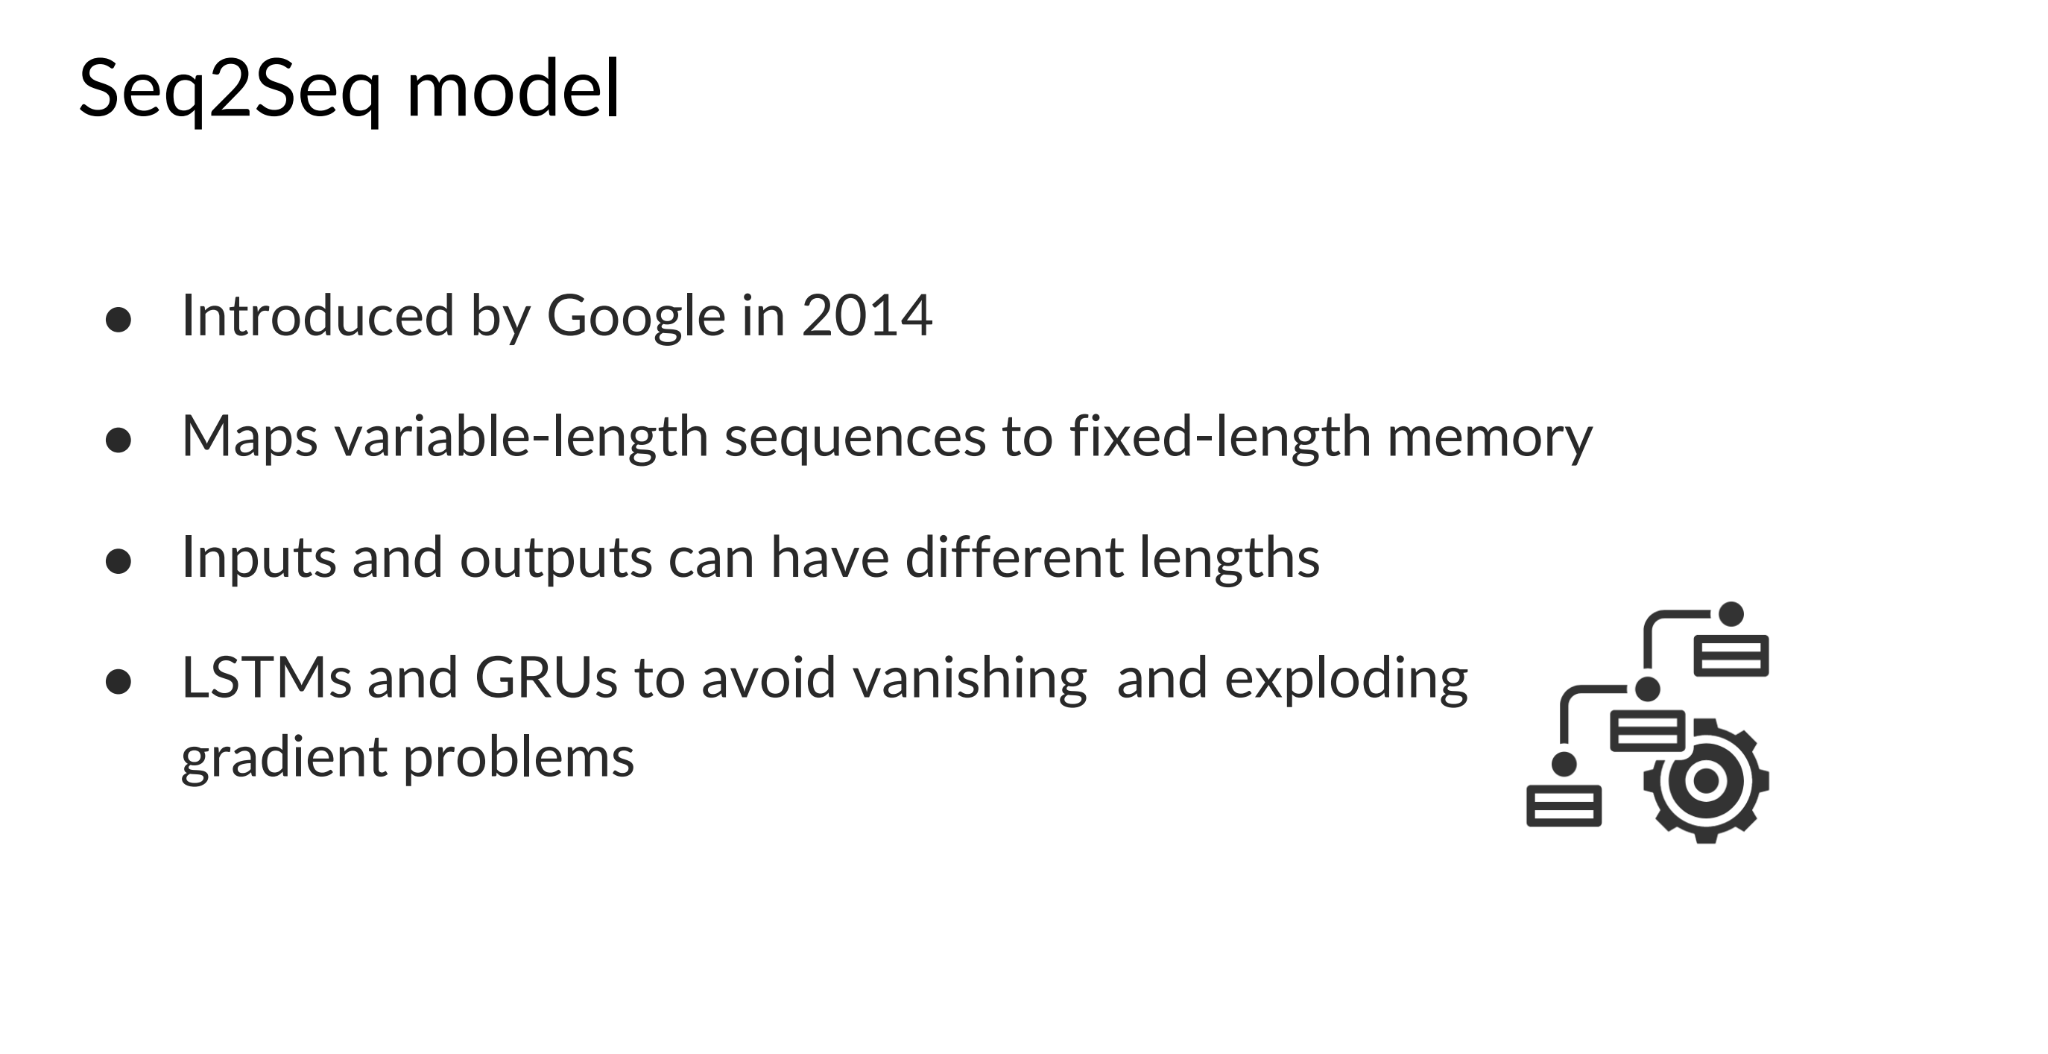 Seq2Seq model
● Introduced by Google in 2014
● Maps variable-length sequences to fixed-length memory
● Inputs and outputs can have different lengths
● LSTMs and GRUs to avoid vanishing  and exploding
gradient problems